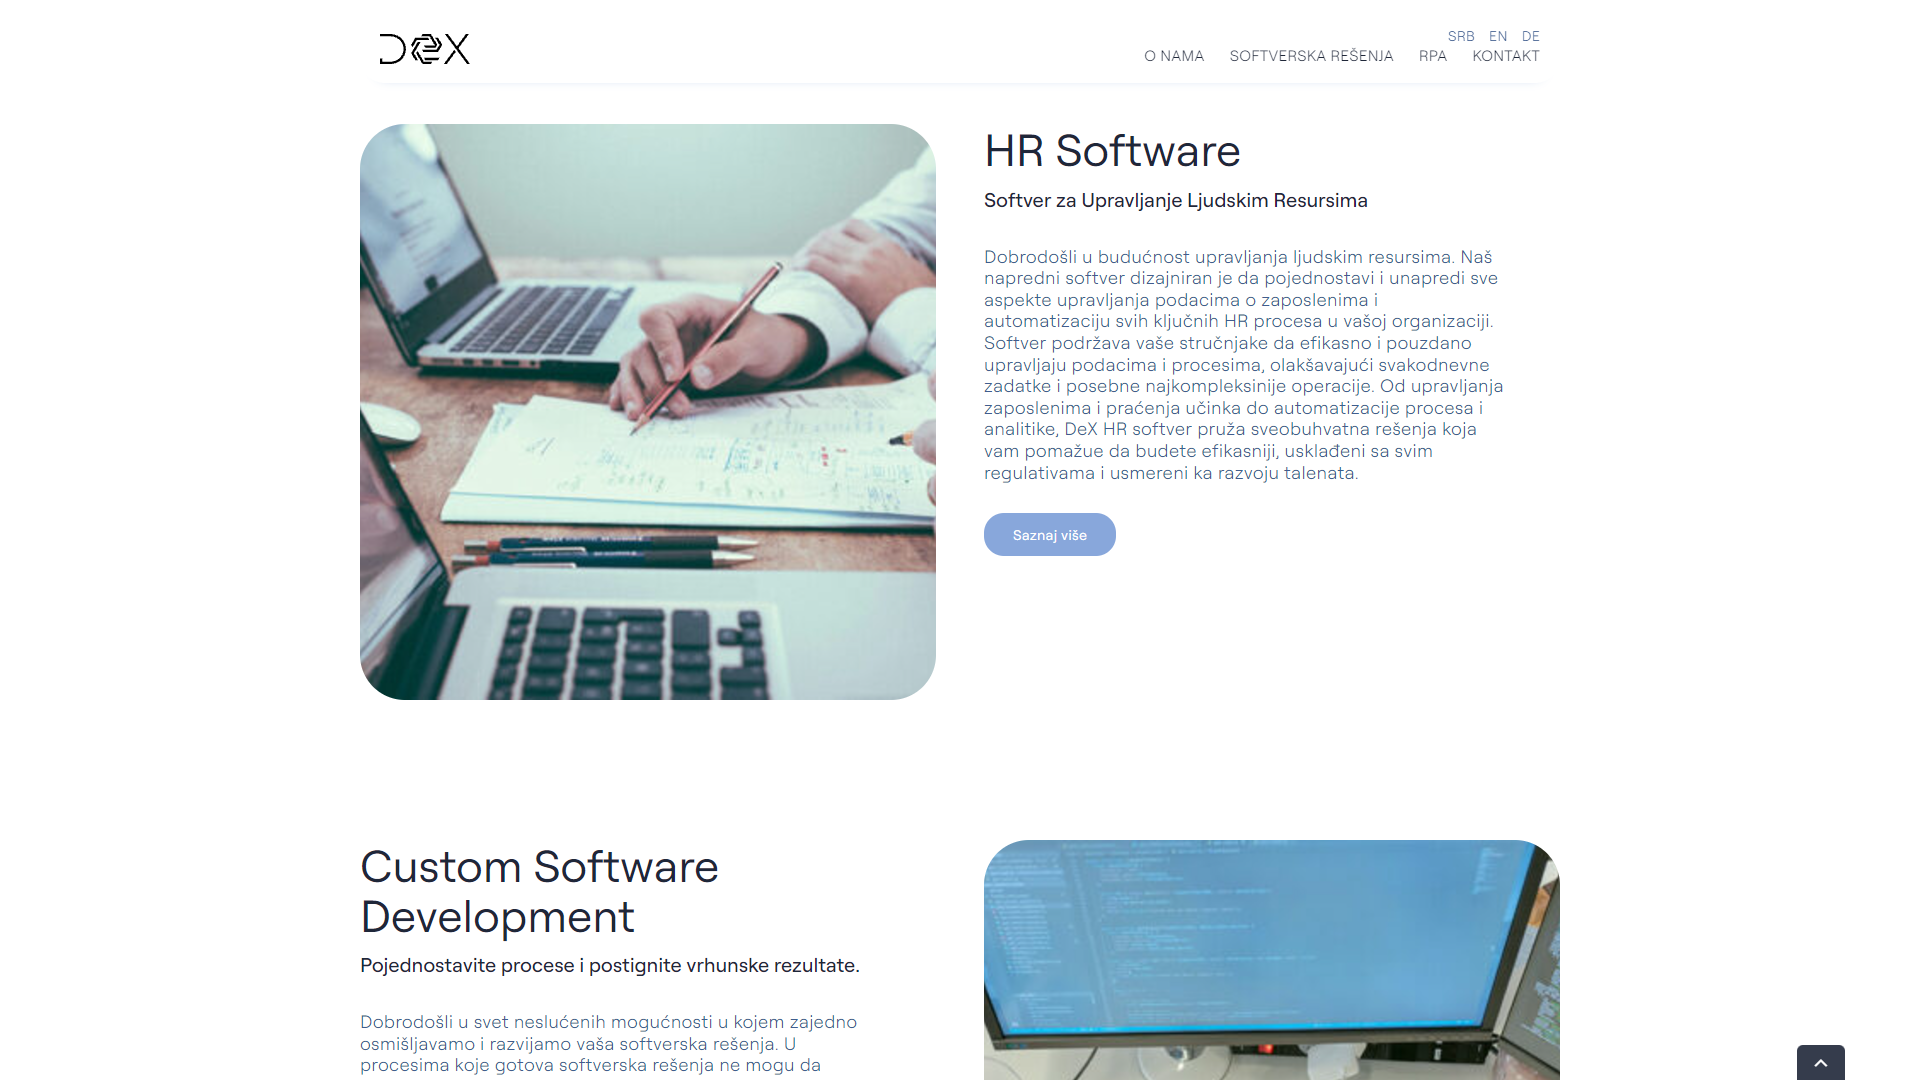 DeX
SRB EN DE
O NAMA SOFTVERSKA REŠENJA RPA KONTAKT
HR Software
Softver za Upravljanje Ljudskim Resursima
Dobrodošli u budućnost upravljanja ljudskim resursima. Naš
napredni softver dizajniran je da pojednostavi i unapredi sve
aspekte upravljanja podacima o zaposlenima i
automatizaciju svih ključnih HR procesa u vašoj organizaciji.
Softver podržava vaše stručnjake da efikasno i pouzdano
upravljaju podacima i procesima, olakšavajući svakodnevne
zadatke i posebne najkompleksinije operacije. Od upravljanja
zaposlenima i praćenja učinka do automatizacije procesa i
analitike, DeX HR softver pruža sveobuhvatna rešenja koja
vam pomažue da budete efikasniji, usklađeni sa svim
regulativama i usmereni ka razvoju talenata.
Saznaj više
Custom Software
Development
Pojednostavite procese i postignite vrhunske rezultate.
Dobrodošli u svet neslućenih mogućnosti u kojem zajedno
osmišljavamo i razvijamo vaša softverska rešenja. U
procesima koje gotova softverska rešenja ne mogu da